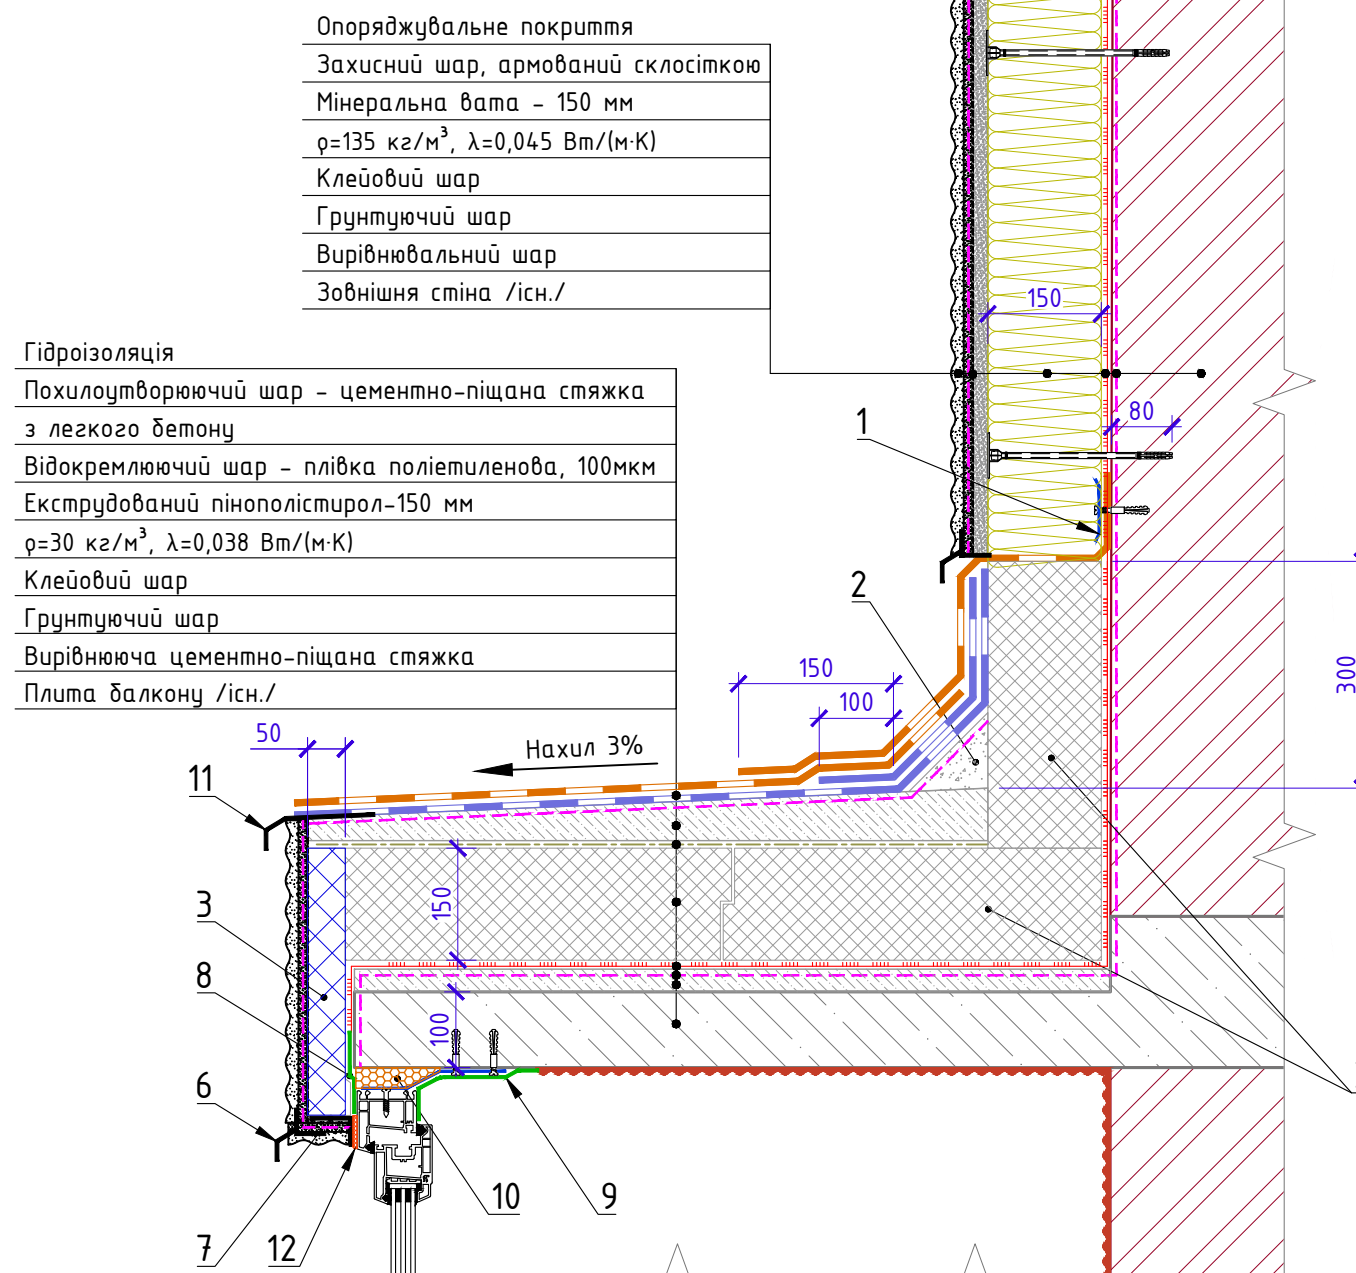 Опоряджувальне покриття
Захисний шар, армований склосіткою
Мінеральна вата - 150 мм
ρ=135 кг/м³, λ=0,045 Вт/(м·К)
Клейовий шар
Грунтуючий шар
Вирівнювальний шар
Зовнішня стіна /існ./
150
80
1
Гідроізоляція
Похилоутворюючий шар - цементно-піщана стяжка
з легкого бетону
Відокремлюючий шар - плівка поліетиленова, 100мкм
Екструдований пінополістирол-150 мм
ρ=30 кг/м³, λ=0,038 Вт/(м·К)
Клейовий шар
Грунтуючий шар
Вирівнююча цементно-піщана стяжка
Плита балкону /існ./
2
150
100
300
50
Нахил 3%
11
3
150
8
100
6
10
9
7
12